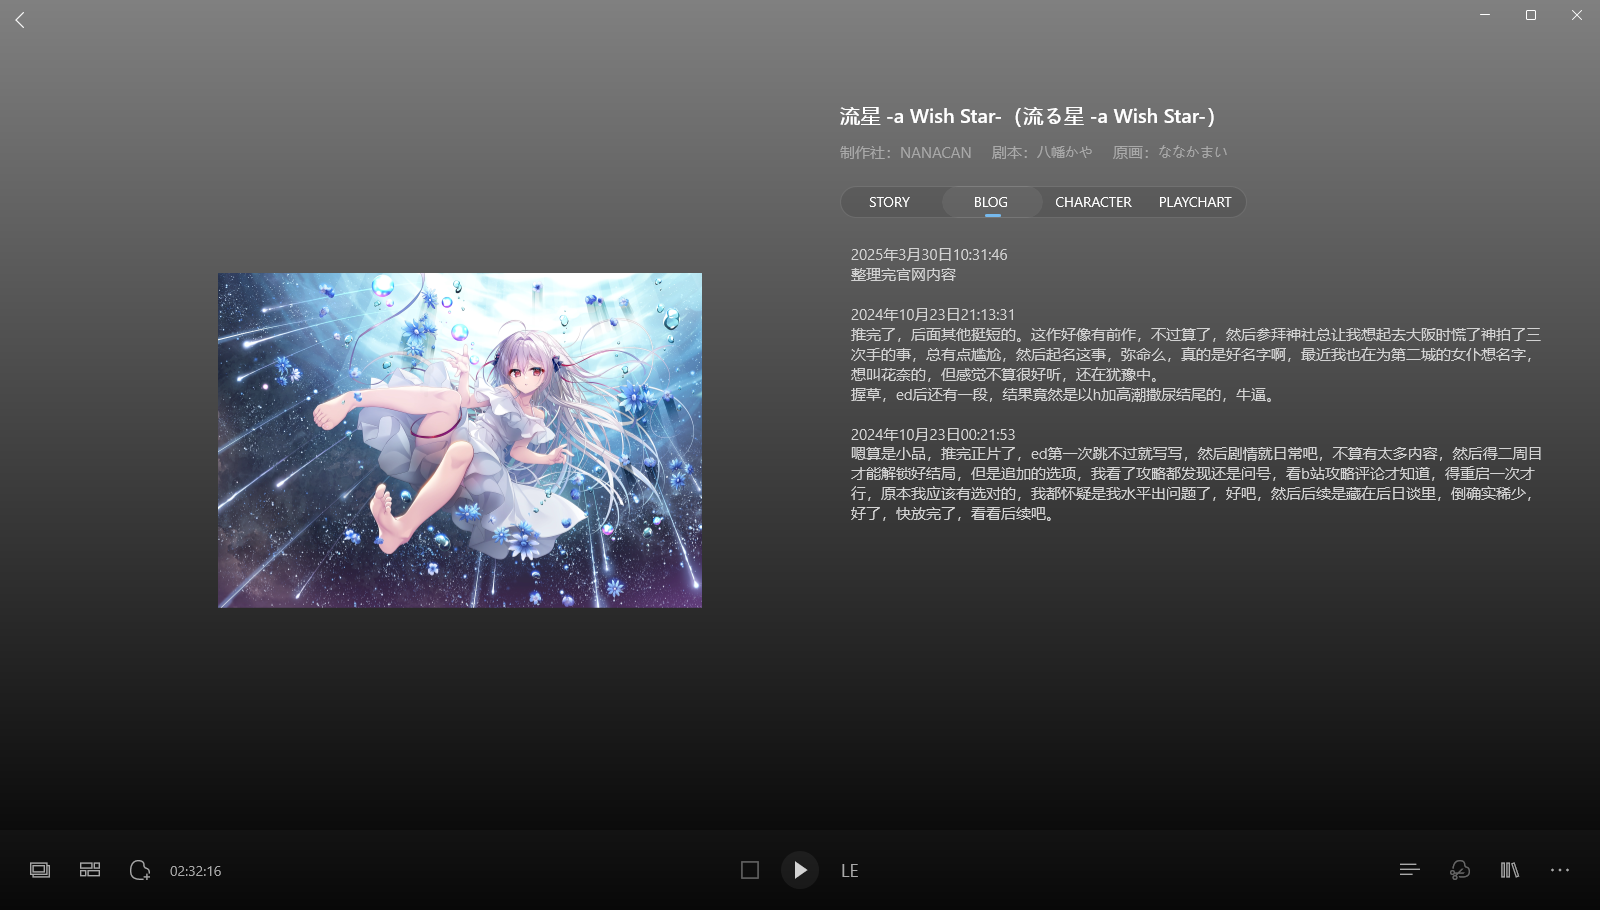 流星 -a Wish Star-（流る星 -a Wish Star-）
制作社：NANACAN 剧本：八幡かや 原画：ななかまい
STORY BLOG CHARACTER PLAYCHART
2025年3月30日10:31:46
整理完官网内容
2024年10月23日21:13:31
推完了，后面其他挺短的。这作好像有前作，不过算了，然后参拜神社总让我想起去大阪时慌了神拍了三
次手的事，总有点尴尬，然后起名这事，弥命么，真的是好名字啊，最近我也在为第二城的女仆想名字，
想叫花奈的，但感觉不算很好听，还在犹豫中。
握草，ed后还有一段，结果竟然是以h加高潮撒尿结尾的，牛逼。
2024年10月23日00:21:53
嗯算是小品，推完正片了，ed第一次跳不过就写写，然后剧情就日常吧，不算有太多内容，然后得二周目
才能解锁好结局，但是追加的选项，我看了攻略都发现还是问号，看b站攻略评论才知道，得重启一次才
行，原本我应该有选对的，我都怀疑是我水平出问题了，好吧，然后后续是藏在后日谈里，倒确实稀少，
好了，快放完了，看看后续吧。
02:32:16
LE